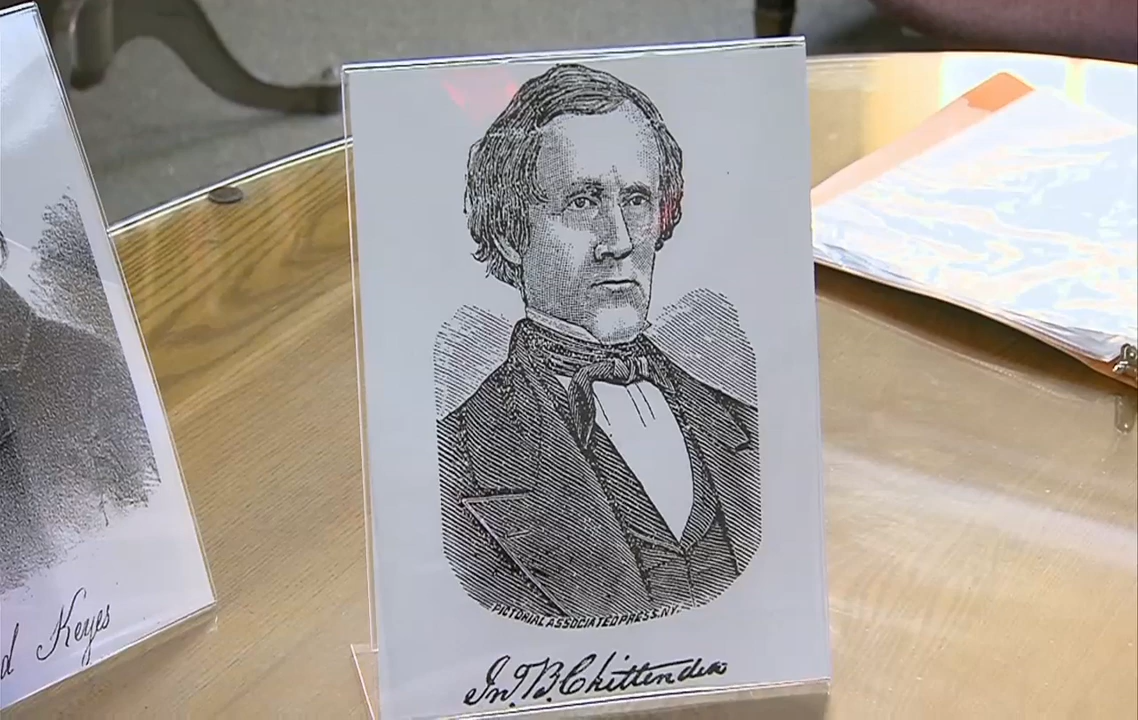 d Keyes
PICTORIAL ASSOCIATED PRESS. N.Y.
Jn. B. Chittenden